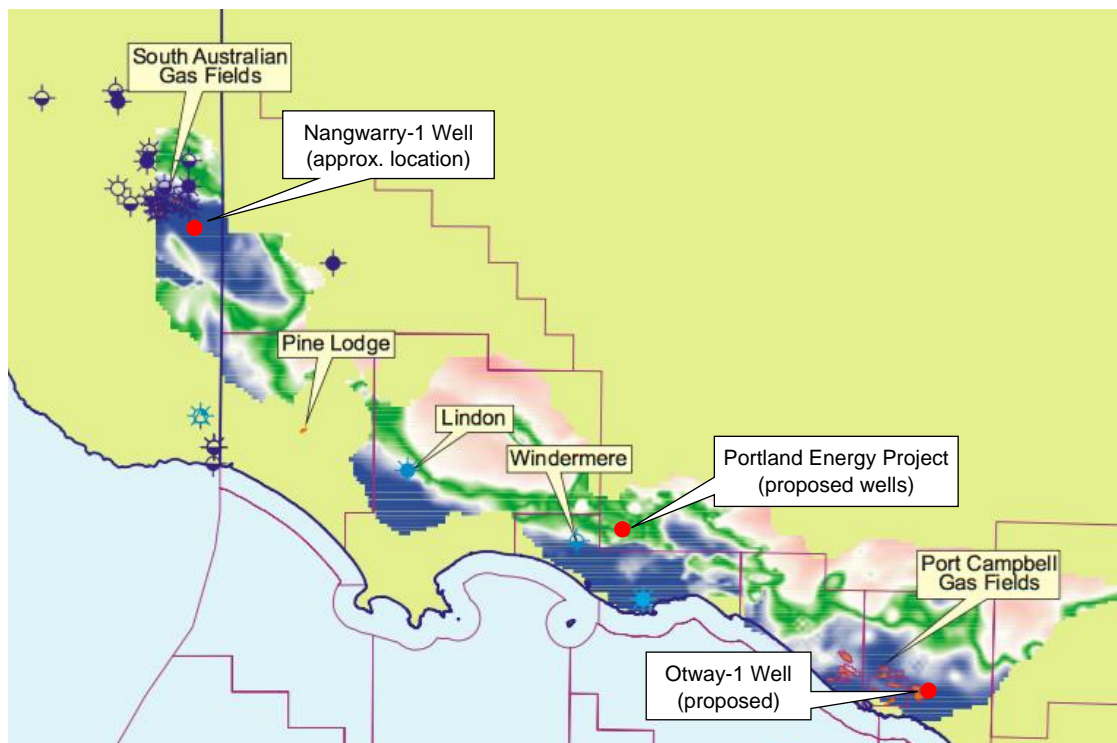 South Australian
Gas Fields
Nangwarry-1 Well
(approx. location)
Pine Lodge
Lindon
Windermere
Portland Energy Project
(proposed wells)
Port Campbell
Gas Fields
Otway-1 Well
(proposed)